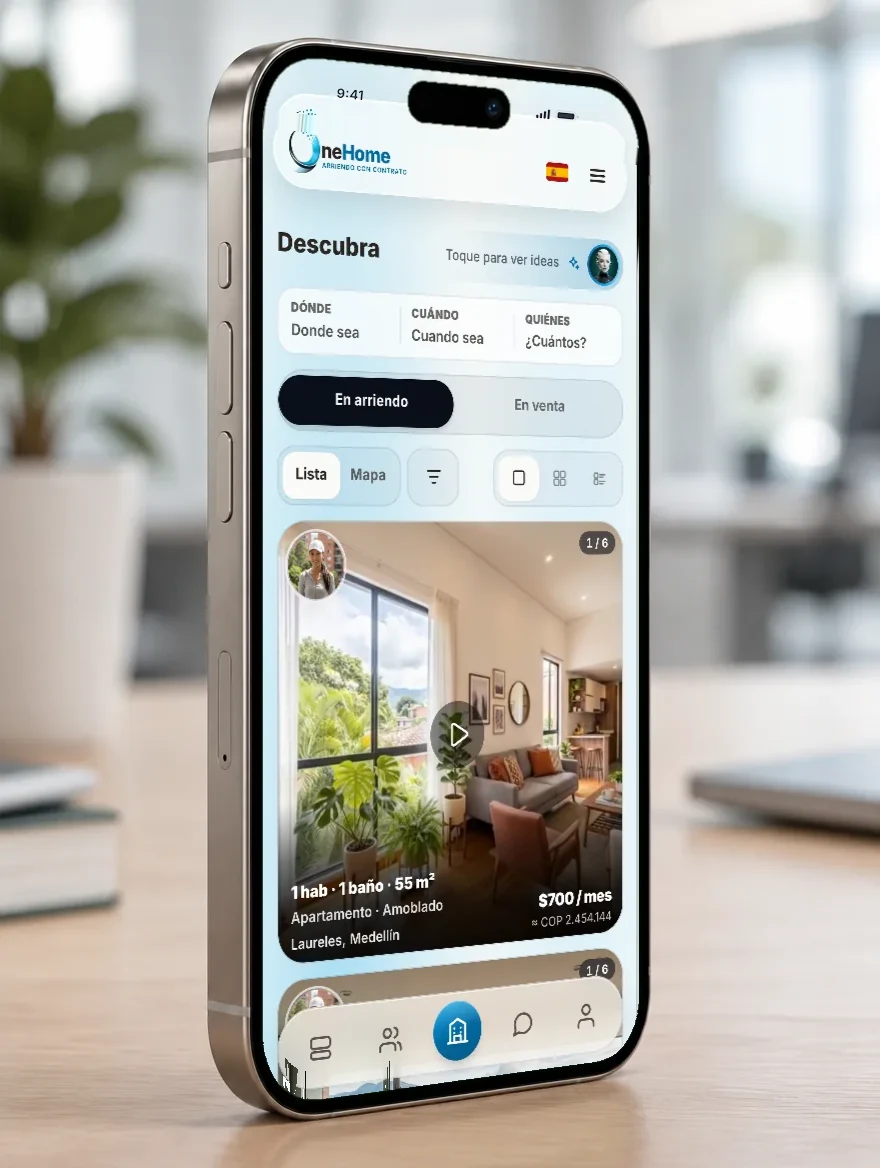 9:41
neHome
ARRIENDO CON CONTRATO
Descubra
Toque para ver ideas
DÓNDE
Donde sea
CUÁNDO
Cuando sea
QUIÉNES
¿Cuántos?
En arriendo
En venta
Lista
Mapa
1 / 6
1 hab · 1 baño · 55 m²
Apartamento · Amoblado
Laureles, Medellín
$700 / mes
≈ COP 2.454.144
1 / 6